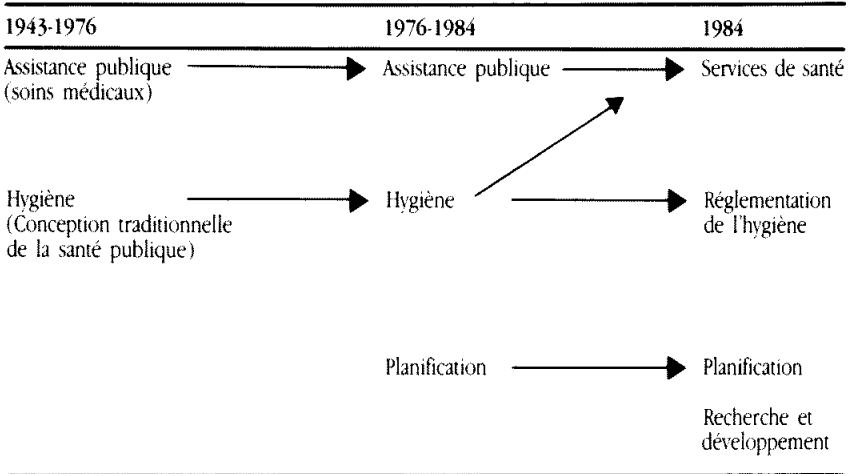 1943-1976 1976-1984 1984
Assistance publique Assistance publique Services de santé
(soins médicaux)
Hygiène Hygiène Réglementation
(Conception traditionnelle de l'hygiène
de la santé publique)
Planification Planification
Recherche et
développement